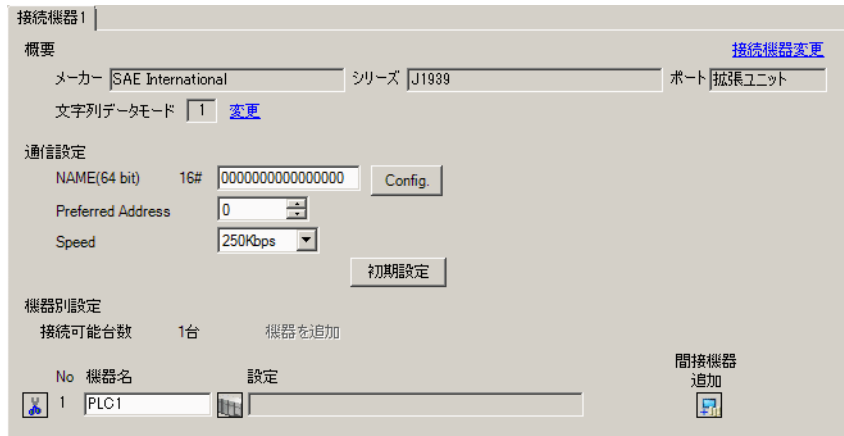 接続機器1
概要
接続機器変更
メーカー SAE International シリーズ J1939 ポート 拡張ユニット
文字列データモード 1 変更
通信設定
NAME(64 bit) 16# 0000000000000000 Config.
Preferred Address 0
Speed 250Kbps
初期設定
機器別設定
接続可能台数 1台 機器を追加
間接機器
追加
No 機器名 設定
1 PLC1